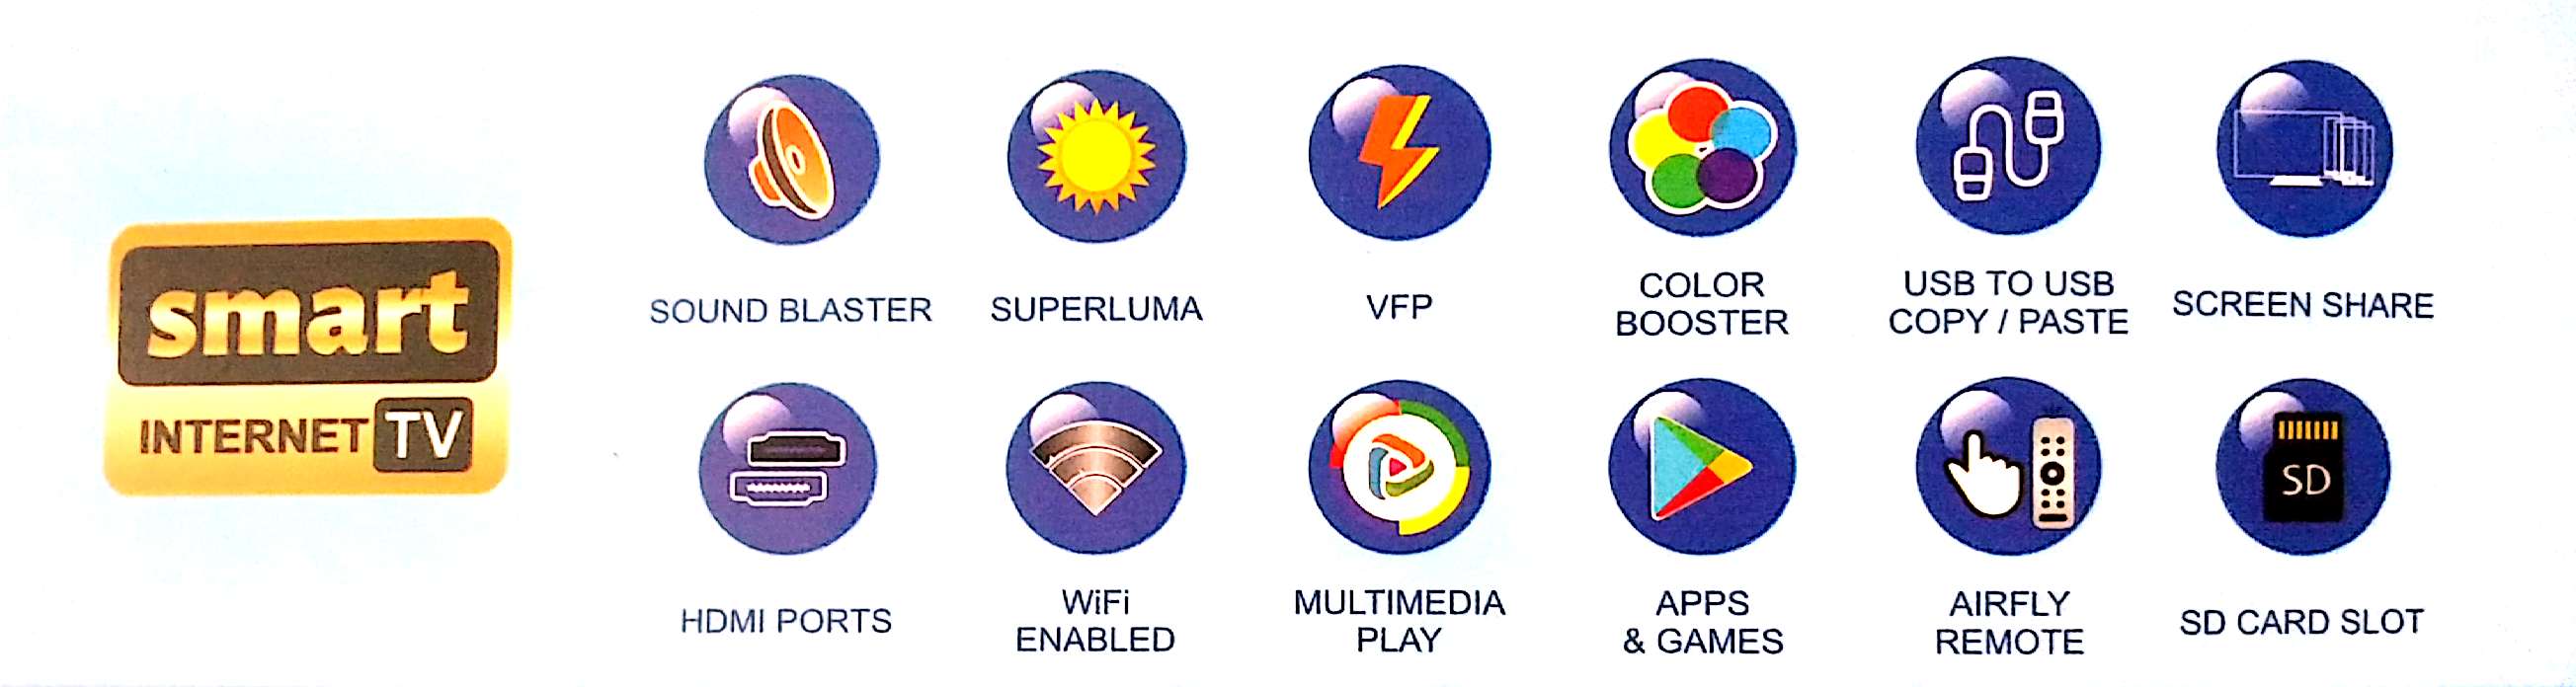 smart
INTERNET TV
SOUND BLASTER
SUPERLUMA
VFP
COLOR
BOOSTER
USB TO USB
COPY / PASTE
SCREEN SHARE
HDMI PORTS
WiFi
ENABLED
MULTIMEDIA
PLAY
APPS
& GAMES
AIRFLY
REMOTE
SD
SD CARD SLOT